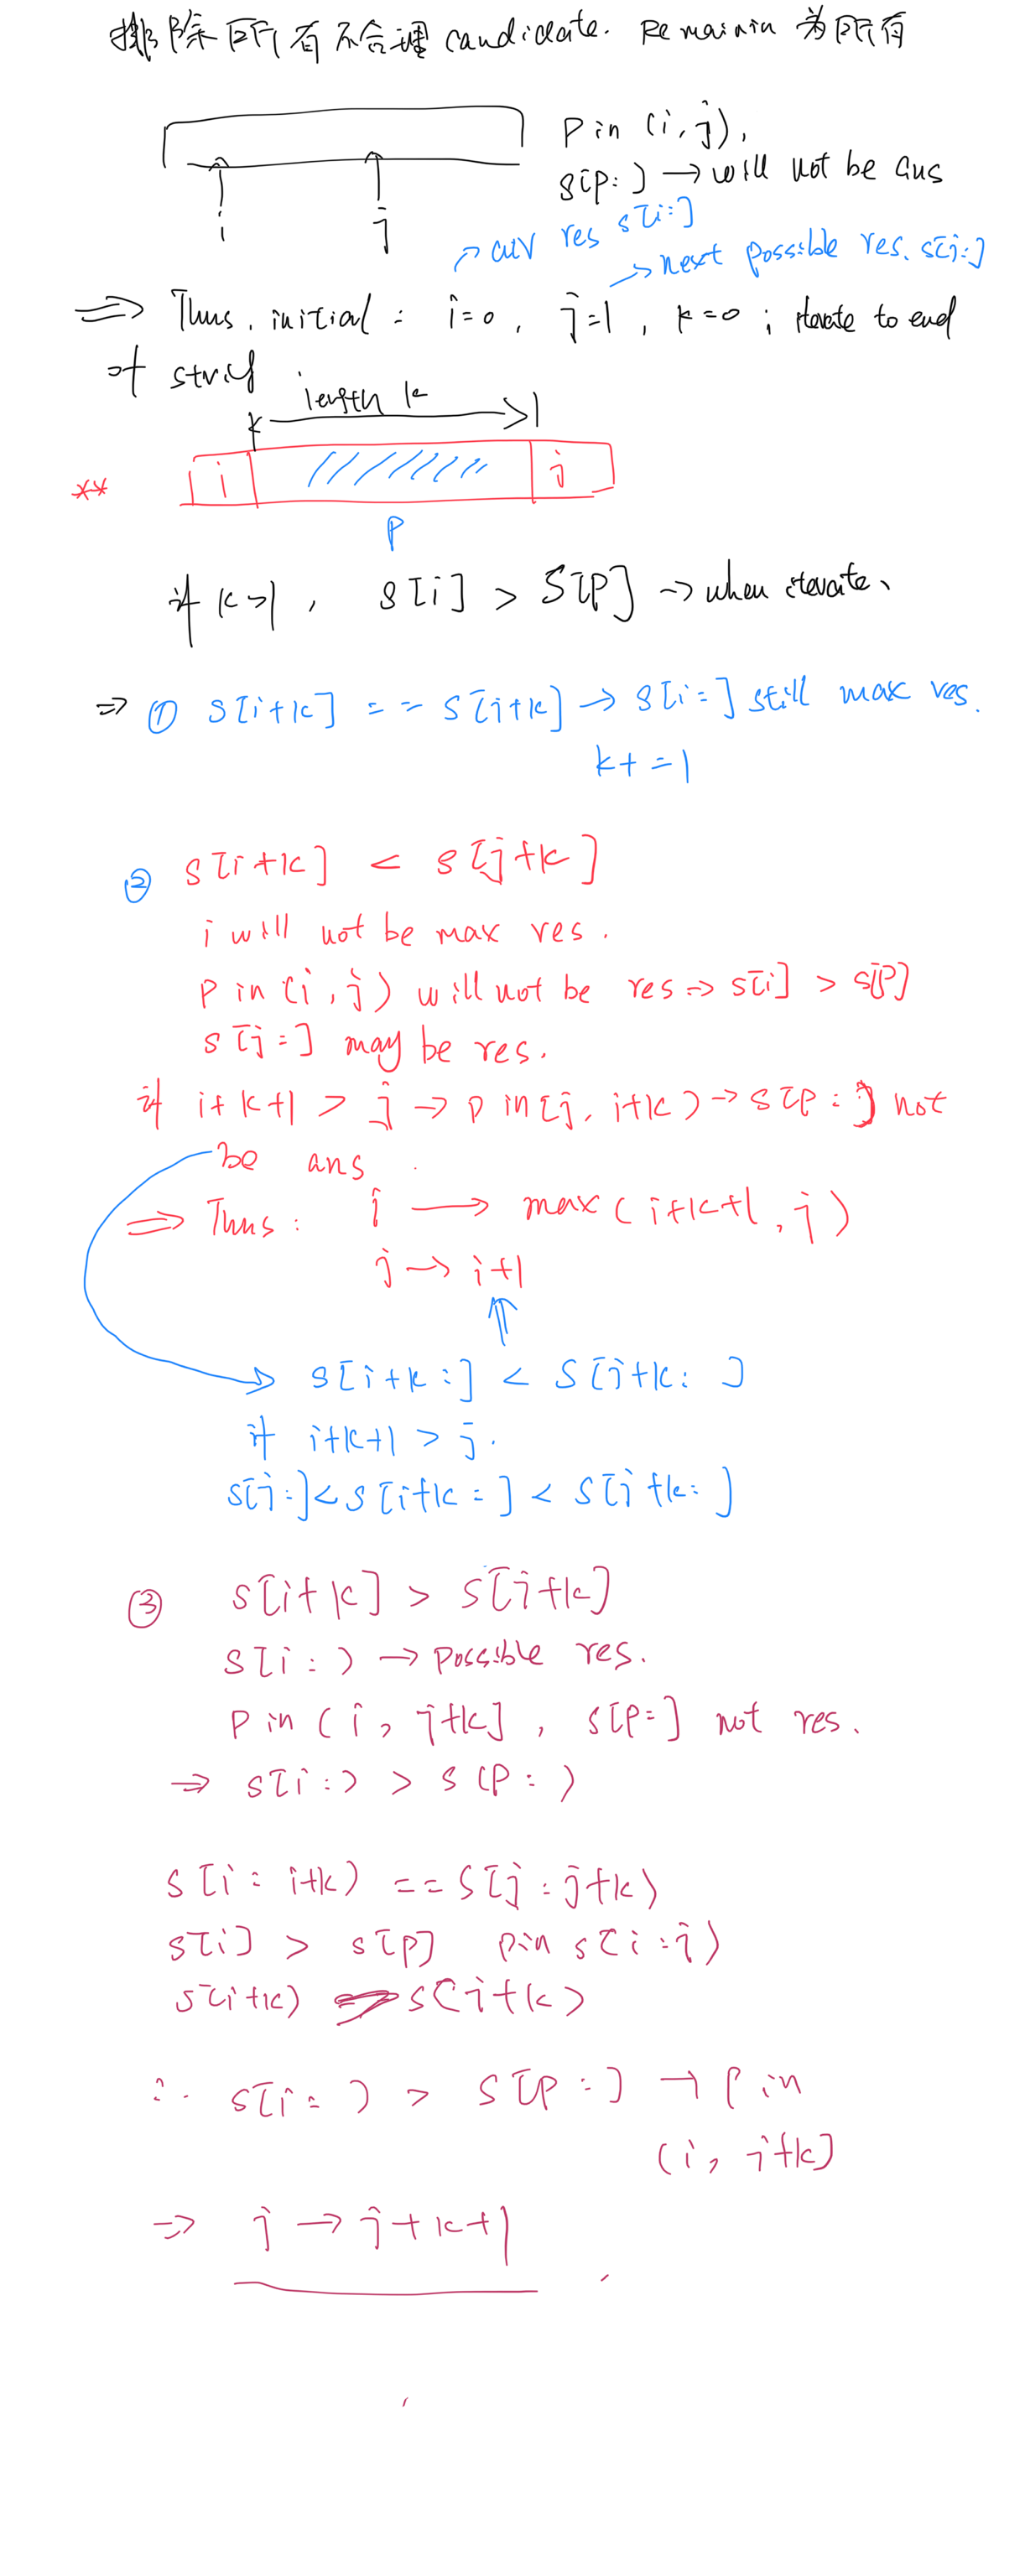 排除所有不合理 candidate. Remainin 为所有
p in (i, j),
s[p:] → will not be ans
i
j
cur res s[i:]
next possible res. s[j:]
⇒ Thus, initial: i=0, j=1, k=0; iterate to end
of string.
length k
** i j
p
if k>1, s[i] > s[p] → when iterate.
⇒ ① s[i+k] == s[j+k] → s[i:] still max res.
k+=1
② s[i+k] < s[j+k]
i will not be max res.
p in (i, j) will not be res ⇒ s[i] > s[p]
s[j:] may be res.
if i+k+1 > j → p in [j, i+k) → s[p:] not
be ans.
⇒ Thus: i → max(i+k+1, j)
j → i+1
s[i+k:] < s[j+k:]
if i+k+1 > j.
s[j:] < s[i+k:] < s[j+k:]
③ s[i+k] > s[j+k]
s[i:) → possible res.
p in (i, j+k], s[p:] not res.
⇒ s[i:) > s(p:)
s[i: i+k) == s[j: j+k)
s[i] > s[p] p in s(i:j)
s(i+k) s(j+k)
∴ s[i:) > s[p:] → p in
(i, j+k]
⇒ j → j+k+1